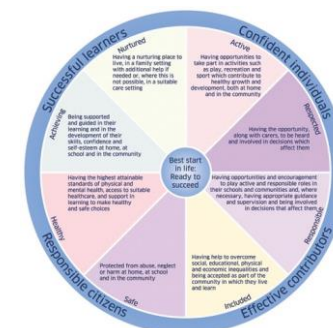 Successful learners
Confident individuals
Nurtured
Having a nurturing place to
live, in a family setting
with additional help if
needed or, where this is
not possible, in a suitable
care setting
Active
Having opportunities to
take part in activities such
as play, recreation and
sport which contribute to
healthy growth and
development, both at home
and in the community
Achieving
Being supported
and guided in their
learning and in the
development of their
skills, confidence and
self-esteem at home, at
school and in the community
Respected
Having the opportunity,
along with carers, to be heard
and involved in decisions which
affect them
Best start
in life:
Ready to
succeed
Having the highest attainable
standards of physical and
mental health, access to suitable
healthcare, and support in
learning to make healthy
and safe choices
Healthy
Having opportunities and encouragement
to play active and responsible roles in
their schools and communities and, where
necessary, having appropriate guidance
and supervision and being involved
in decisions that affect them
Responsible
Protected from abuse, neglect
or harm at home, at school
and in the community
Safe
Having help to overcome
social, educational, physical
and economic inequalities and
being accepted as part of the
community in which they
live and learn
Included
Responsible citizens
Effective contributors